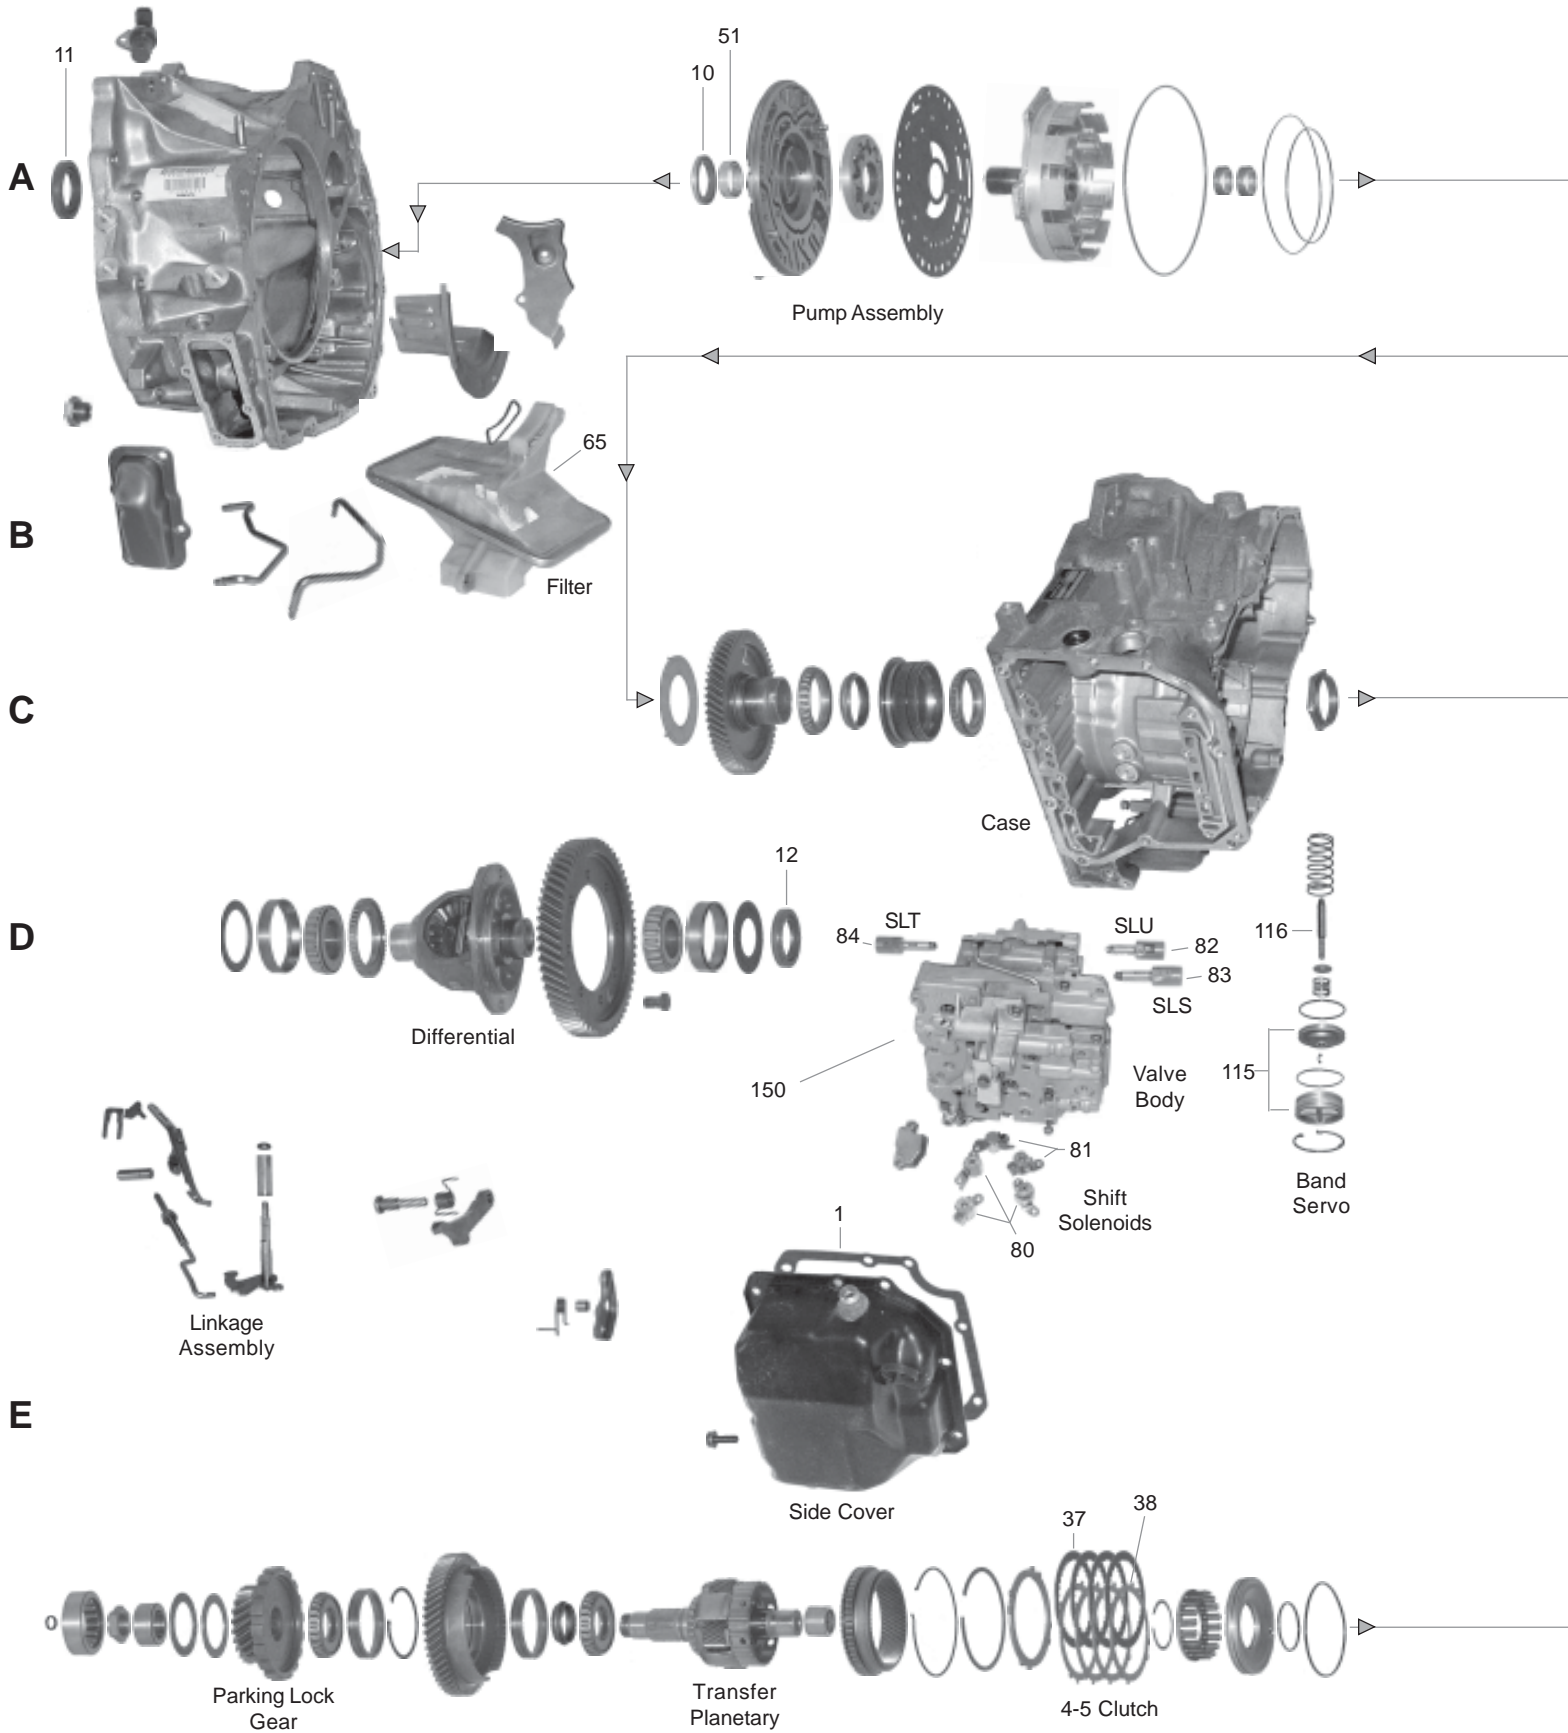 11
51
10
A
Pump Assembly
65
B
Filter
C
Case
12
D
SLT
84
SLU
82
83
SLS
116
Differential
150
Valve
Body
115
81
Shift
Solenoids
80
Band
Servo
1
Linkage
Assembly
E
Side Cover
37
38
Parking Lock
Gear
Transfer
Planetary
4-5 Clutch